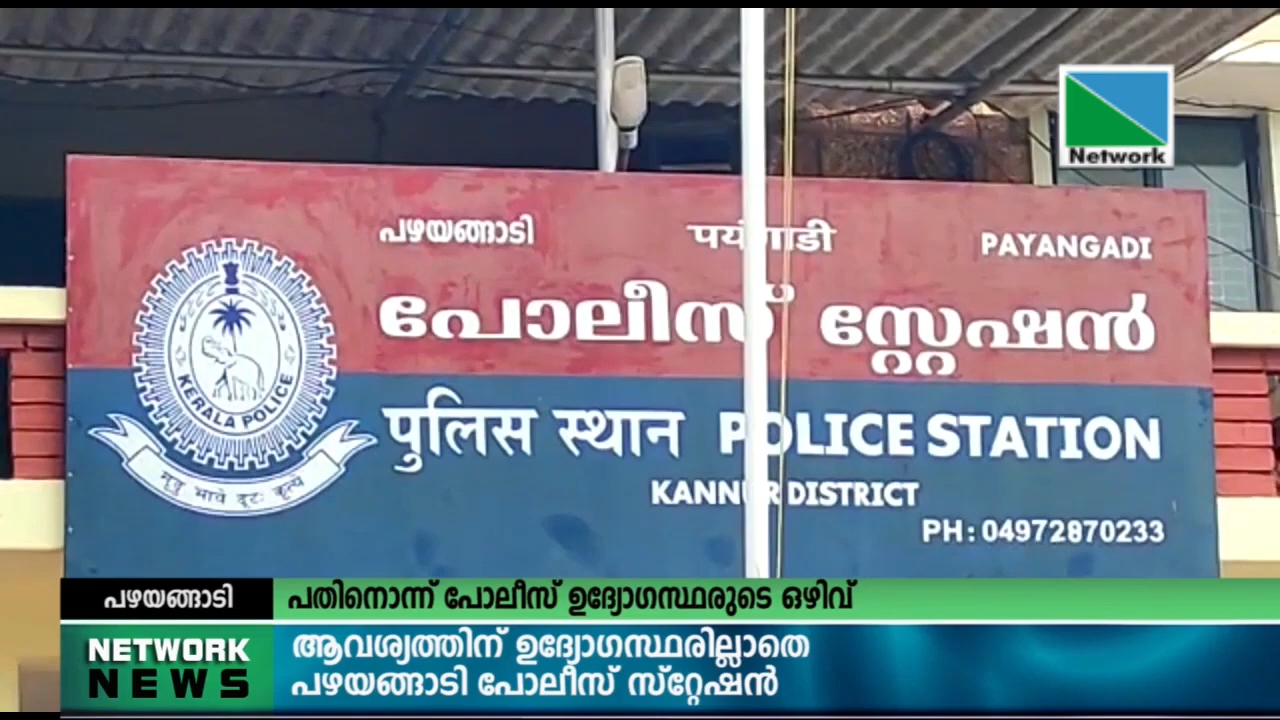 Network
പഴയങ്ങാടി पयंगाडी PAYANGADI
പോലീസ് സ്റ്റേഷൻ
पुलिस स्थान POLICE STATION
KANNUR DISTRICT
PH: 04972870233
KERALA POLICE
मृदु भावे दृढ कृत्य
പഴയങ്ങാടി പതിനൊന്ന് പോലീസ് ഉദ്യോഗസ്ഥരുടെ ഒഴിവ്
NETWORK NEWS
ആവശ്യത്തിന് ഉദ്യോഗസ്ഥരില്ലാതെ
പഴയങ്ങാടി പോലീസ് സ്റ്റേഷൻ